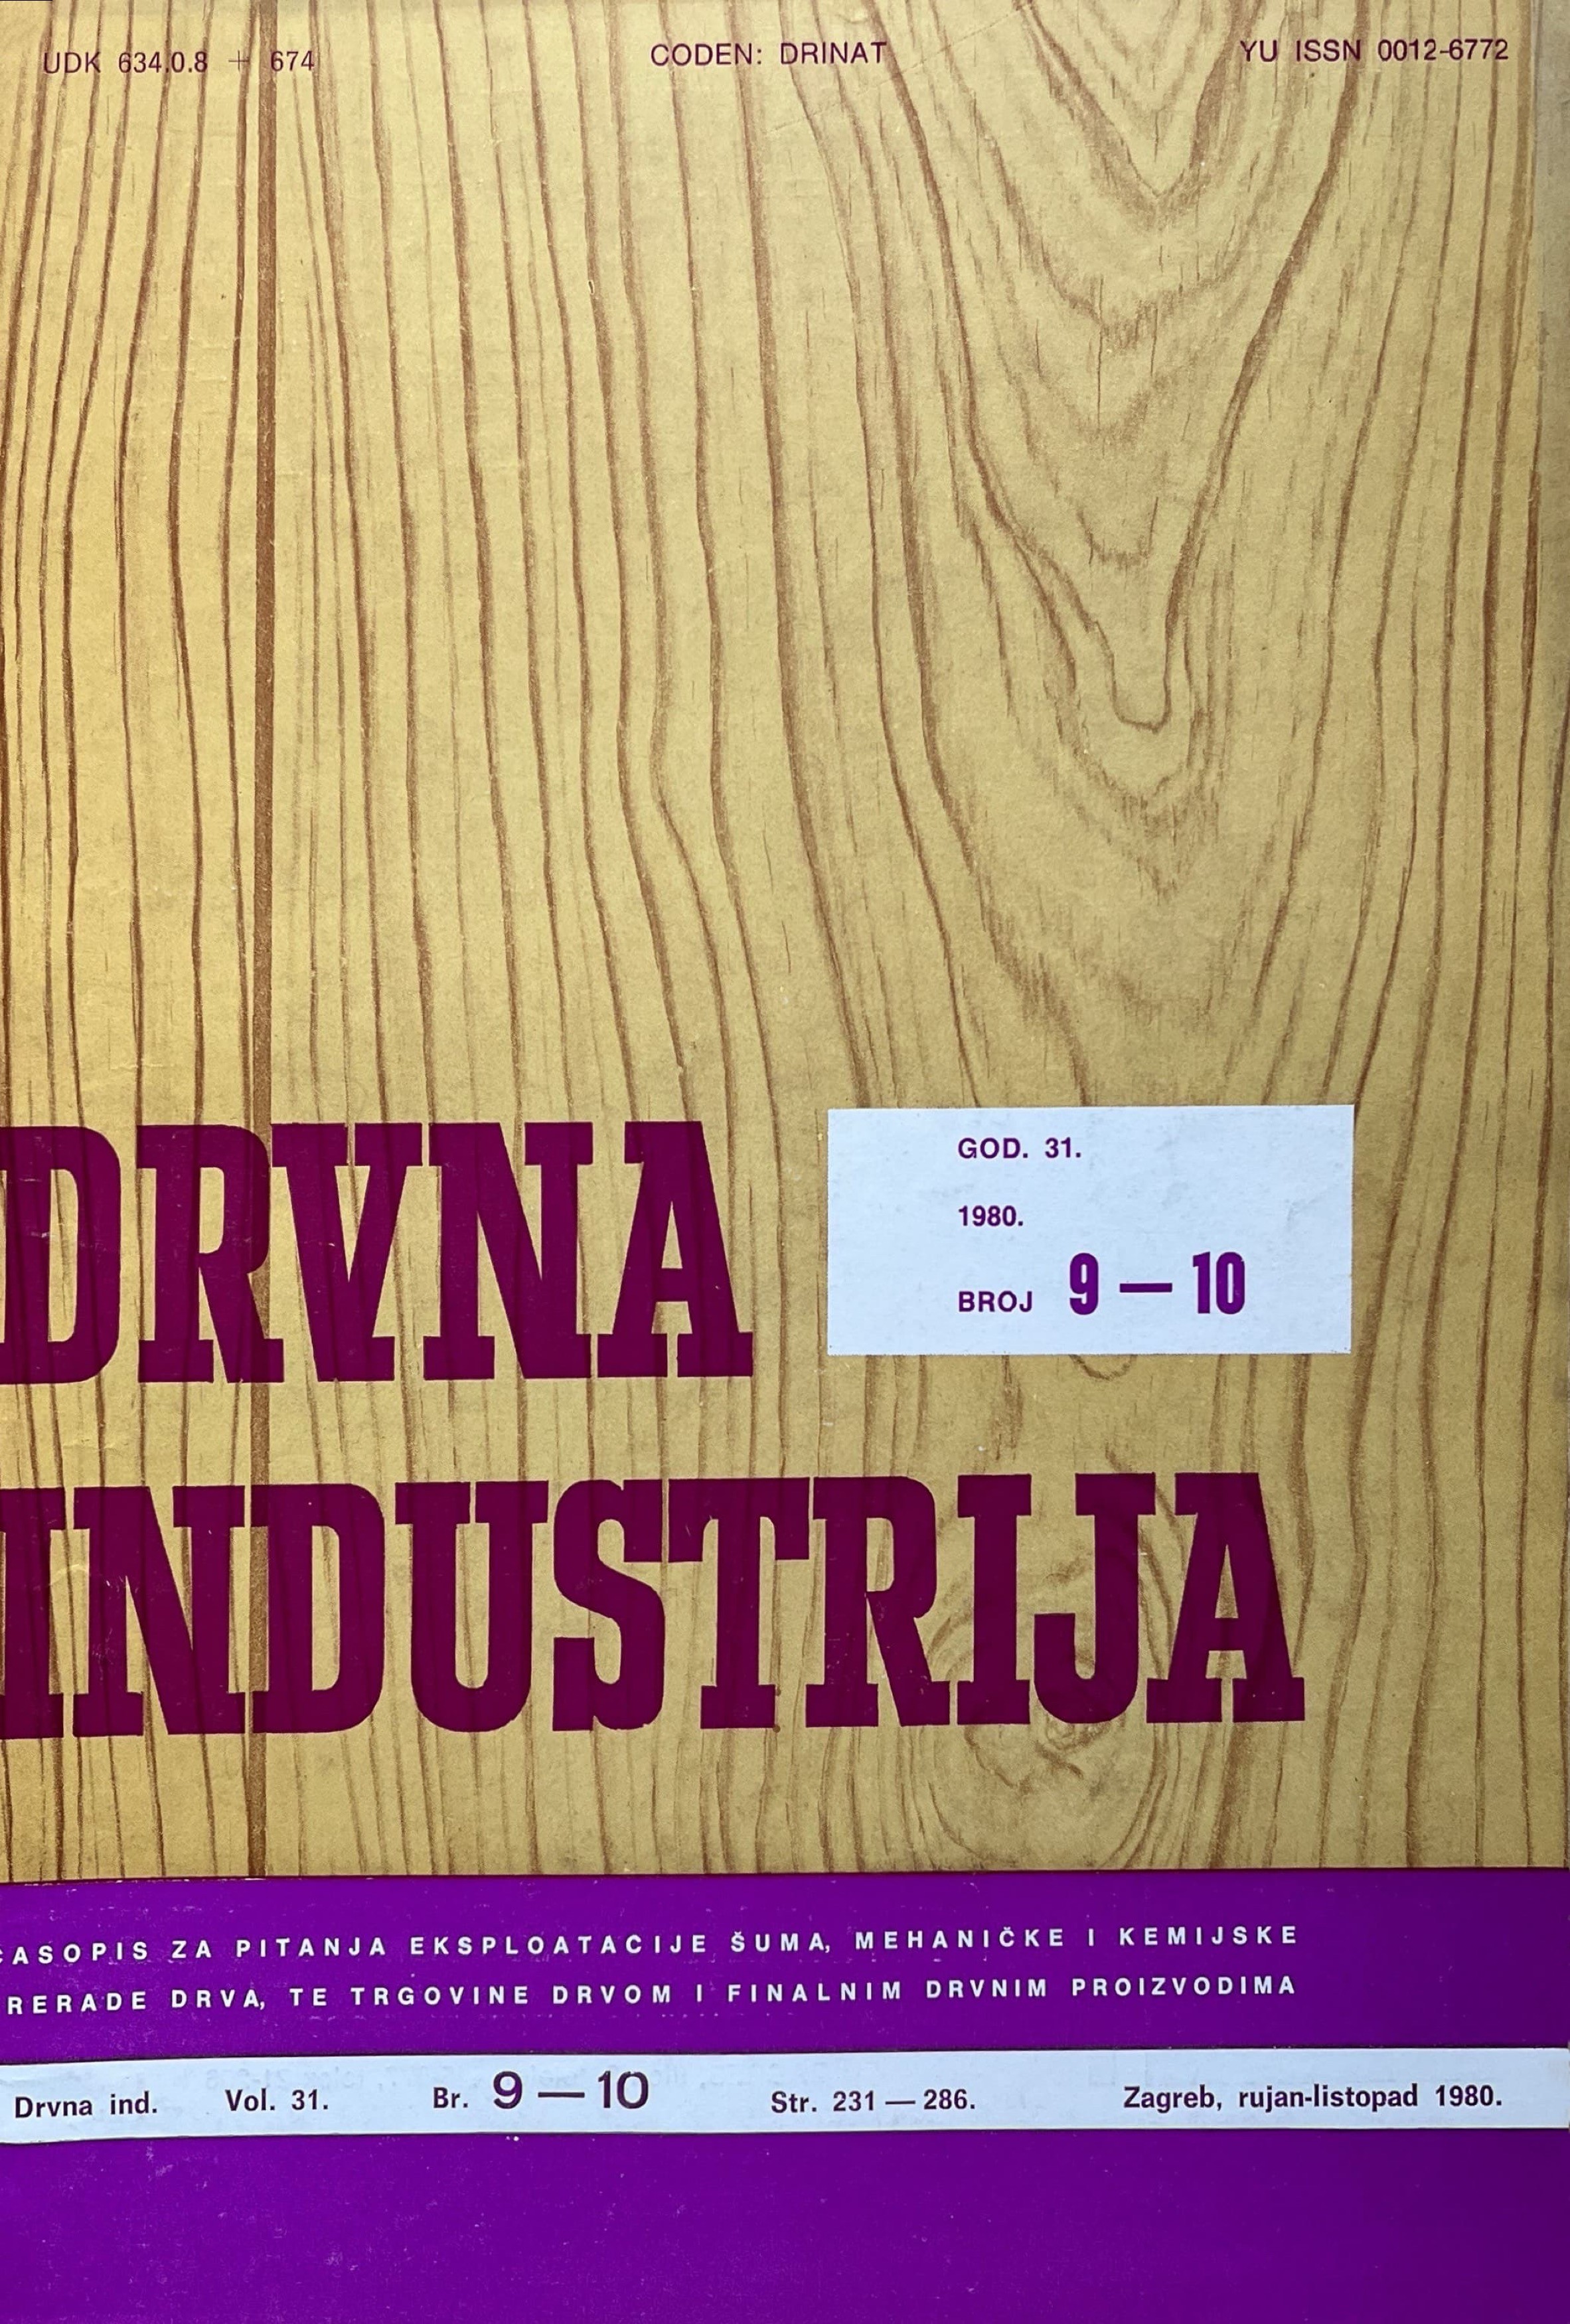 UDK 634.0.8 + 674 CODEN: DRINAT YU ISSN 0012-6772
DRVNA
GOD. 31.
1980.
BROJ 9 — 10
INDUSTRIJA
ČASOPIS ZA PITANJA EKSPLOATACIJE ŠUMA, MEHANIČKE I KEMIJSKE
RERADE DRVA, TE TRGOVINE DRVOM I FINALNIM DRVNIM PROIZVODIMA
Drvna ind. Vol. 31. Br. 9 — 10 Str. 231 — 286. Zagreb, rujan-listopad 1980.